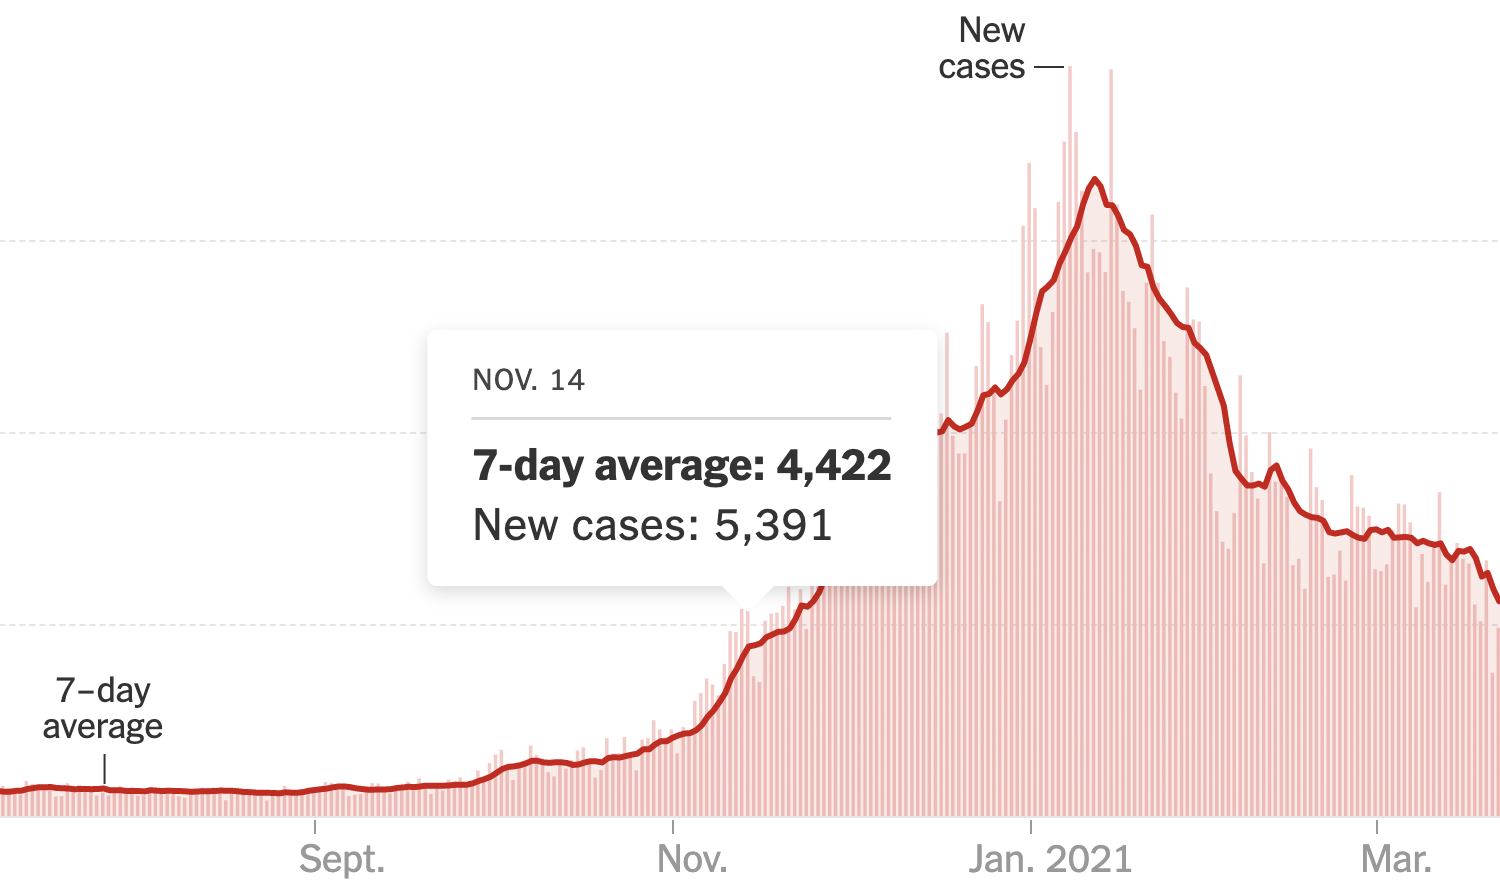 New
cases
NOV. 14
7-day average: 4,422
New cases: 5,391
7–day
average
Sept.
Nov.
Jan. 2021
Mar.